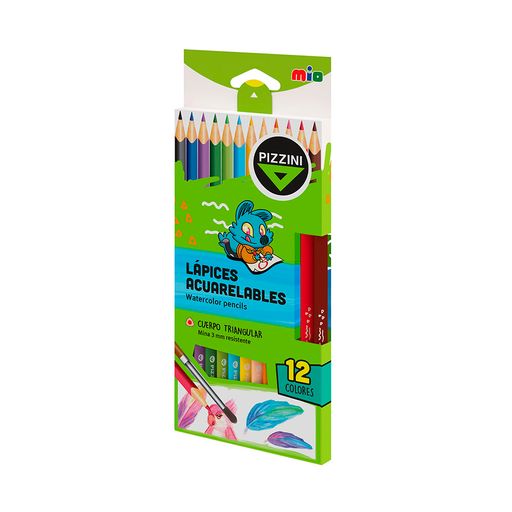 mio
PIZZINI
LÁPICES
ACUARELABLES
Watercolor pencils
CUERPO TRIANGULAR
Mina 3 mm resistente
12
COLORES